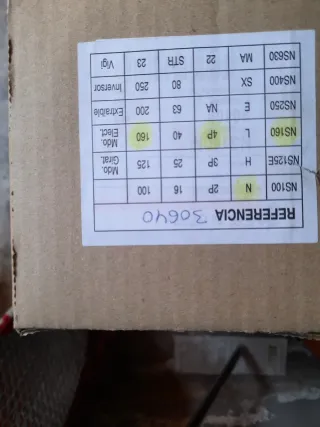 REFERENCIA 30640
NS100 N 2P 16 100
NS125E H 3P 25 125 Mdo. Girat.
NS160 L 4P 40 160 Mdo. Elect.
NS250 E NA 63 200 Extraible
NS400 SX 80 250 Inversor
NS630 MA 22 STR 23 Vigi